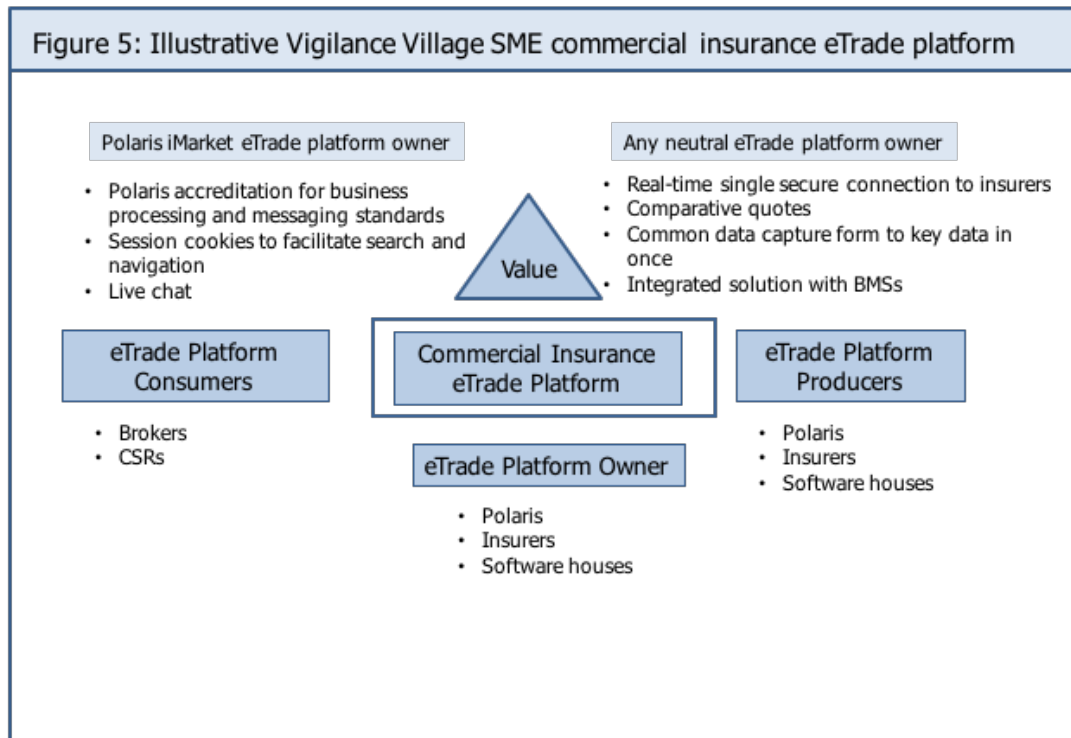 Figure 5: Illustrative Vigilance Village SME commercial insurance eTrade platform
Polaris iMarket eTrade platform owner
• Polaris accreditation for business
processing and messaging standards
• Session cookies to facilitate search and
navigation
• Live chat
Any neutral eTrade platform owner
• Real-time single secure connection to insurers
• Comparative quotes
• Common data capture form to key data in
once
• Integrated solution with BMSs
Value
eTrade Platform
Consumers
• Brokers
• CSRs
Commercial Insurance
eTrade Platform
eTrade Platform Owner
• Polaris
• Insurers
• Software houses
eTrade Platform
Producers
• Polaris
• Insurers
• Software houses